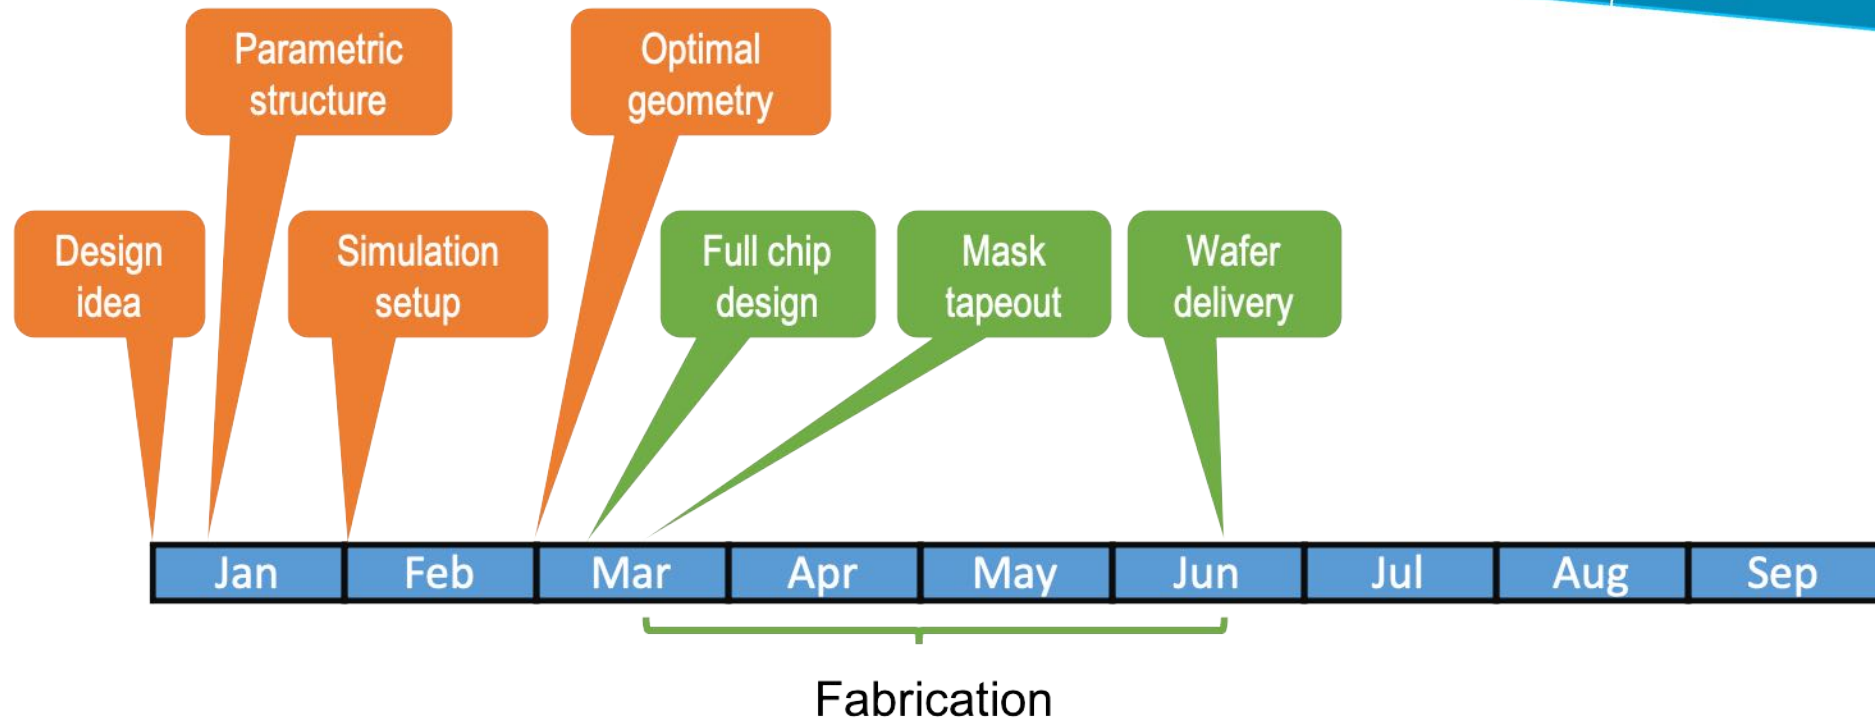 Parametric
structure
Optimal
geometry
Design
idea
Simulation
setup
Full chip
design
Mask
tapeout
Wafer
delivery
Jan Feb Mar Apr May Jun Jul Aug Sep
Fabrication